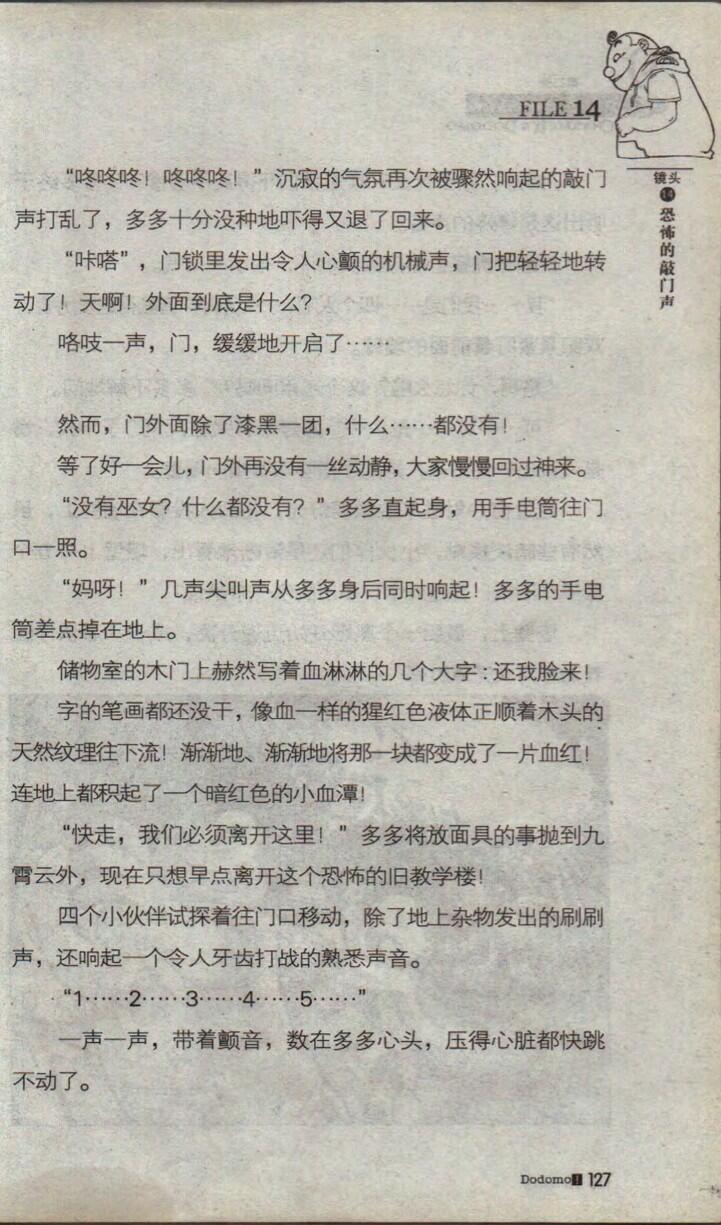 FILE 14
镜头
14
恐怖的敲门声
“咚咚咚！咚咚咚！”沉寂的气氛再次被骤然响起的敲门
声打乱了，多多十分没种地吓得又退了回来。
“咔嗒”，门锁里发出令人心颤的机械声，门把轻轻地转
动了！天啊！外面到底是什么？
咯吱一声，门，缓缓地开启了……
然而，门外面除了漆黑一团，什么……都没有！
等了好一会儿，门外再没有一丝动静，大家慢慢回过神来。
“没有巫女？什么都没有？”多多直起身，用手电筒往门
口一照。
“妈呀！”几声尖叫声从多多身后同时响起！多多的手电
筒差点掉在地上。
储物室的木门上赫然写着血淋淋的几个大字：还我脸来！
字的笔画都还没干，像血一样的猩红色液体正顺着木头的
天然纹理往下流！渐渐地、渐渐地将那一块都变成了一片血红！
连地上都积起了一个暗红色的小血潭！
“快走，我们必须离开这里！”多多将放面具的事抛到九
霄云外，现在只想早点离开这个恐怖的旧教学楼！
四个小伙伴试探着往门口移动，除了地上杂物发出的刷刷
声，还响起一个令人牙齿打战的熟悉声音。
“1……2……3……4……5……”
一声一声，带着颤音，数在多多心头，压得心脏都快跳
不动了。
Dodomo 1 127